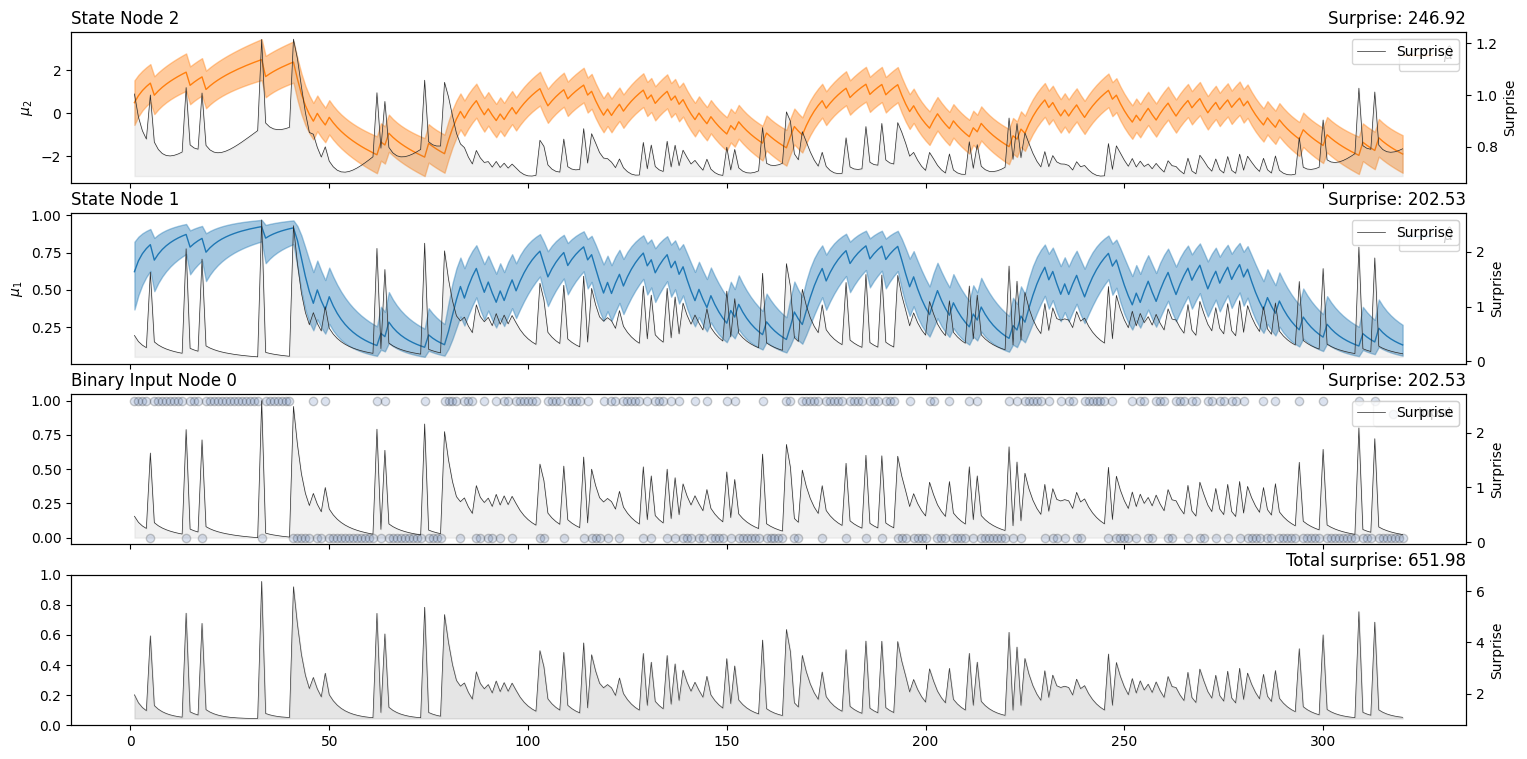 State Node 2 Surprise: 246.92
Surprise
2
0
−2
μ2
1.2
1.0
0.8
Surprise
State Node 1 Surprise: 202.53
Surprise
1.00
0.75
0.50
0.25
μ1
2
1
0
Surprise
Binary Input Node 0 Surprise: 202.53
Surprise
1.00
0.75
0.50
0.25
0.00
2
1
0
Surprise
Total surprise: 651.98
1.0
0.8
0.6
0.4
0.2
0.0
6
4
2
Surprise
0 50 100 150 200 250 300